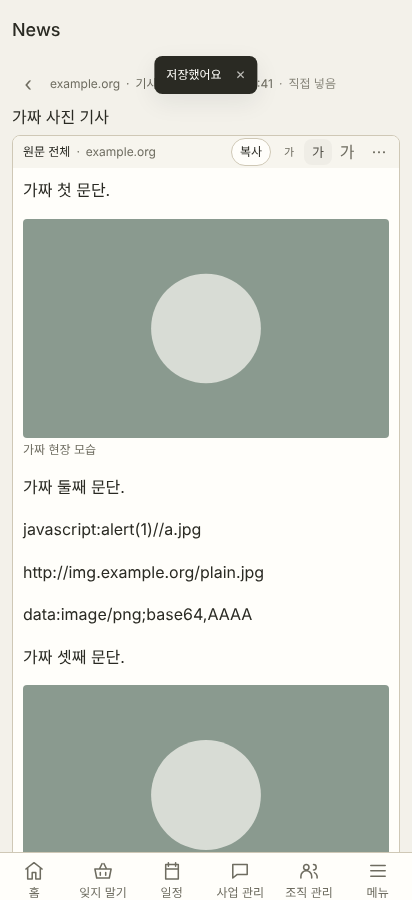 News
저장했어요 ×
example.org · 기사 :41 · 직접 넣음
가짜 사진 기사
원문 전체 · example.org 복사 가 가 가 ···
가짜 첫 문단.
가짜 현장 모습
가짜 둘째 문단.
javascript:alert(1)//a.jpg
http://img.example.org/plain.jpg
data:image/png;base64,AAAA
가짜 셋째 문단.
홈 잊지 말기 일정 사업 관리 조직 관리 메뉴